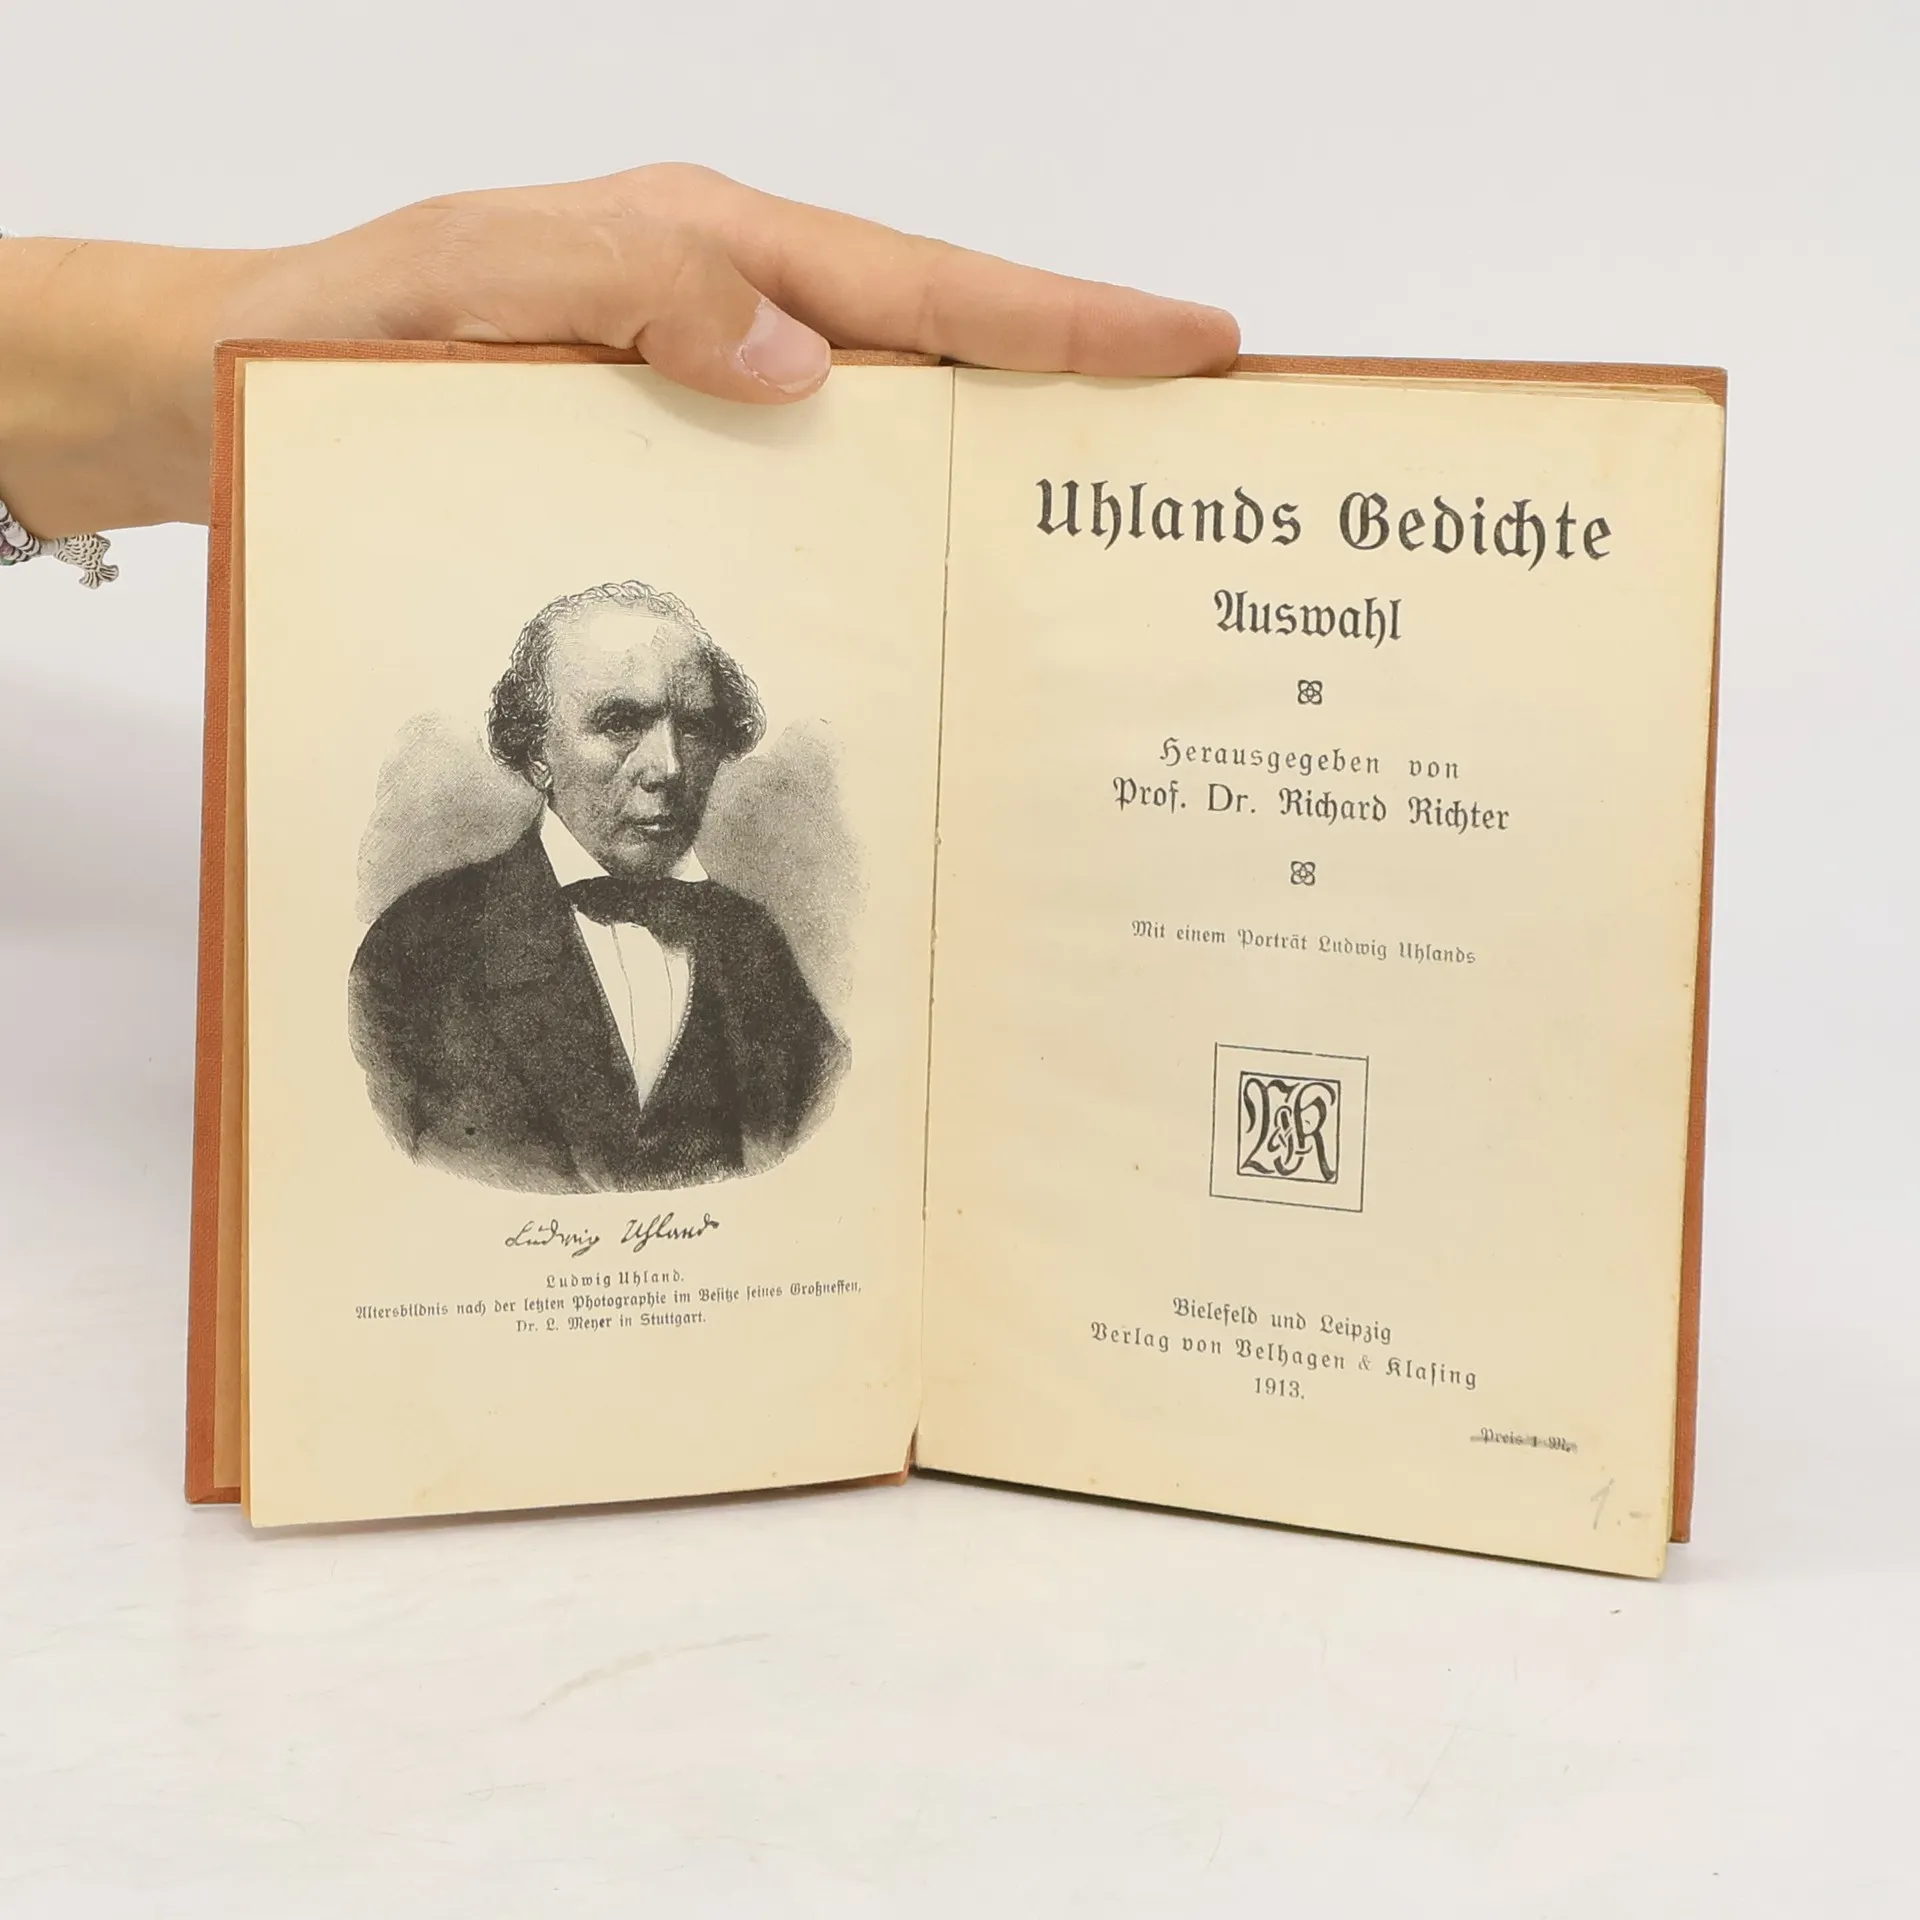 Ludwig Uhland
Ludwig Uhland.
Altersbildnis nach der letzten Photographie im Besitze seines Großneffen,
Dr. L. Meyer in Stuttgart.
Uhlands Gedichte
Auswahl
Herausgegeben von
Prof. Dr. Richard Richter
Mit einem Porträt Ludwig Uhlands
VK
Bielefeld und Leipzig
Verlag von Velhagen & Klasing
1913.
Preis 1 M.
1.-